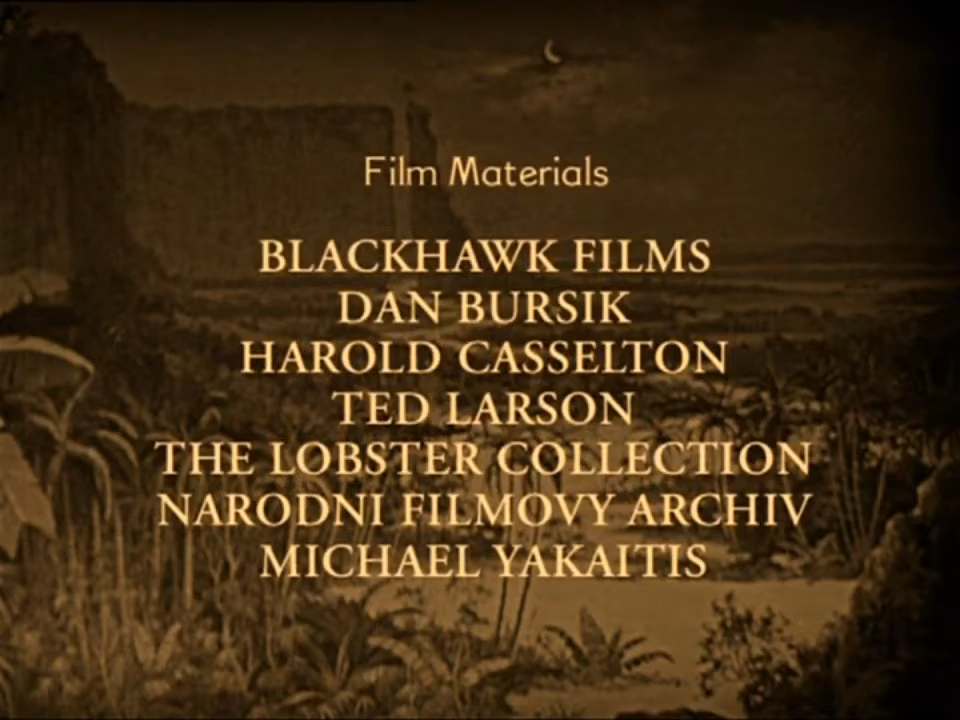 Film Materials
BLACKHAWK FILMS
DAN BURSIK
HAROLD CASSELTON
TED LARSON
THE LOBSTER COLLECTION
NARODNI FILMOVY ARCHIV
MICHAEL YAKAITIS